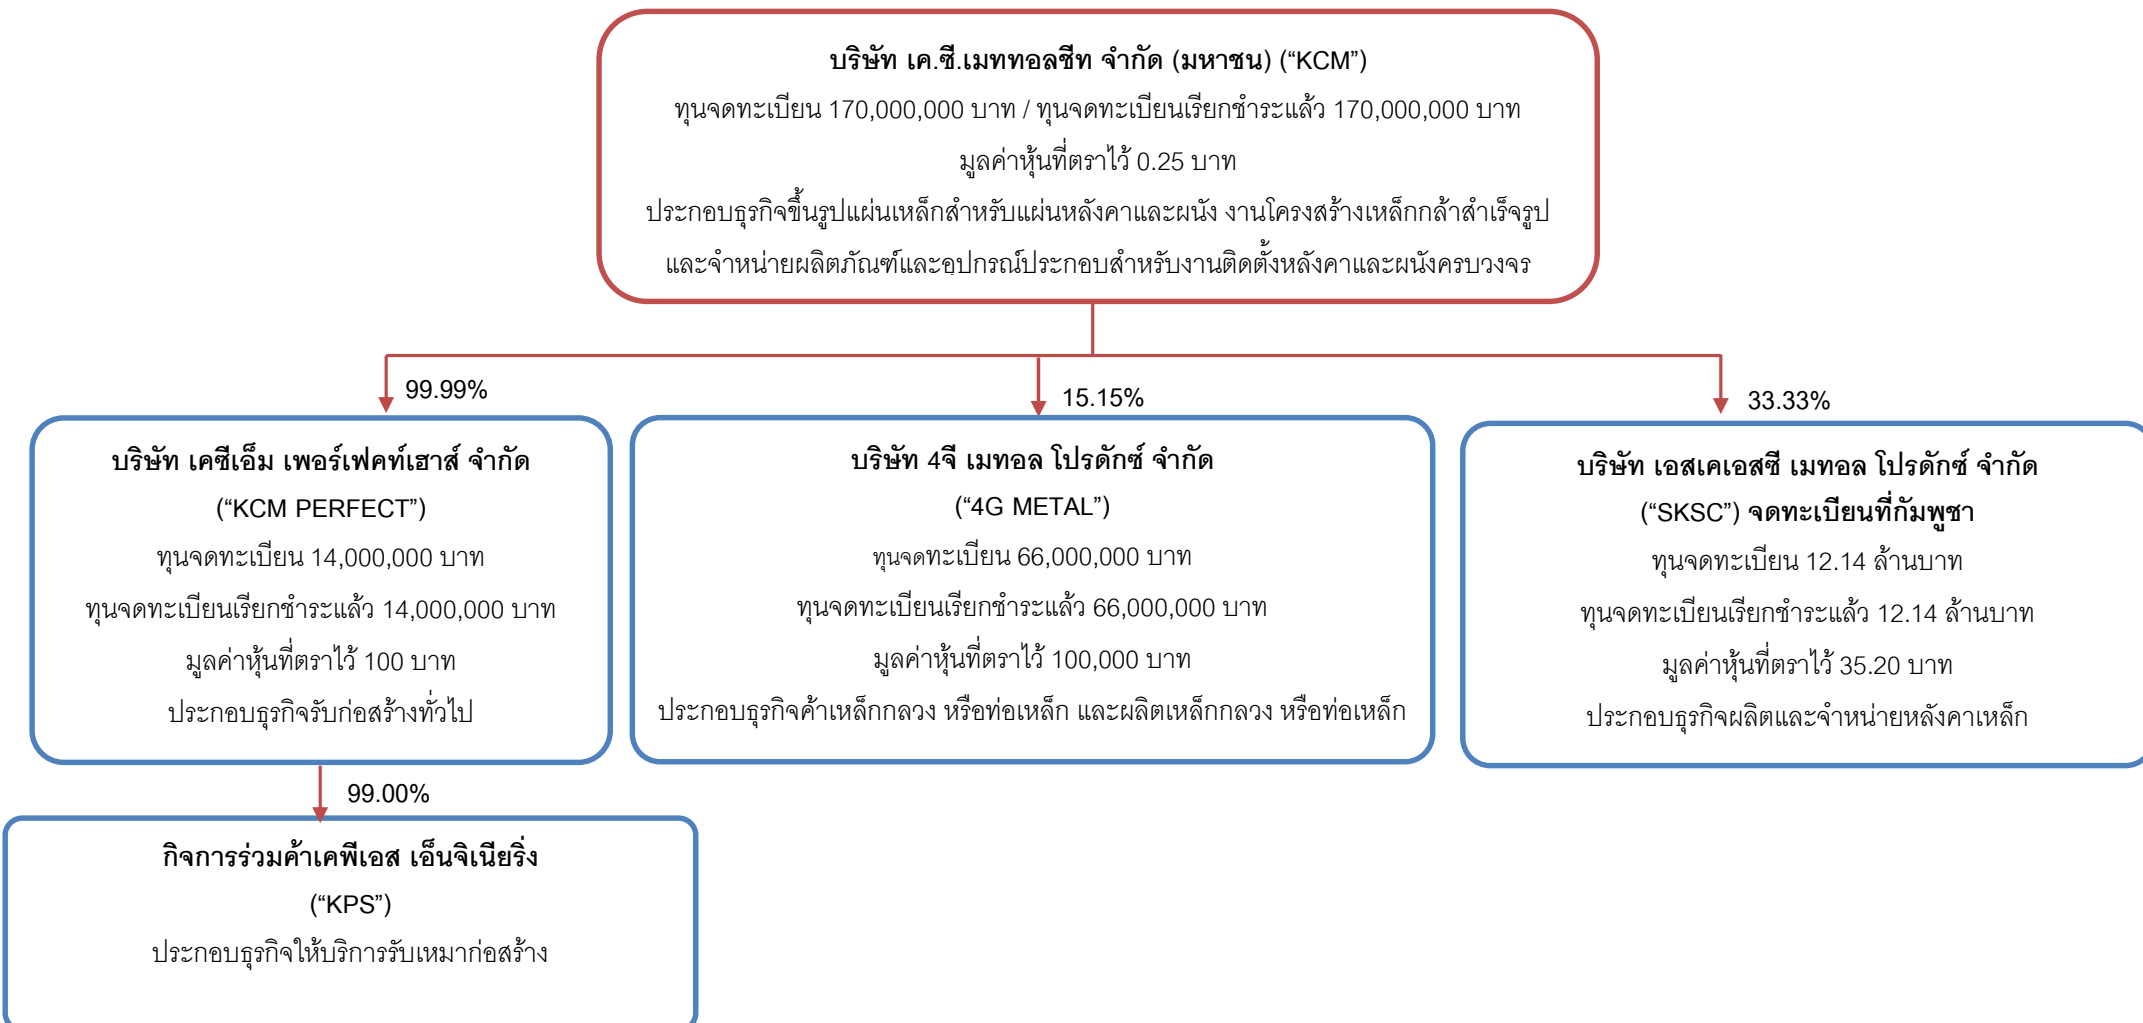 บริษัท เค.ซี.เมททอลชีท จำกัด (มหาชน) (“KCM”)
ทุนจดทะเบียน 170,000,000 บาท / ทุนจดทะเบียนเรียกชำระแล้ว 170,000,000 บาท
มูลค่าหุ้นที่ตราไว้ 0.25 บาท
ประกอบธุรกิจขึ้นรูปแผ่นเหล็กสำหรับแผ่นหลังคาและผนัง งานโครงสร้างเหล็กกล้าสำเร็จรูป
และจำหน่ายผลิตภัณฑ์และอุปกรณ์ประกอบสำหรับงานติดตั้งหลังคาและผนังครบวงจร
99.99%
15.15%
33.33%
บริษัท เคซีเอ็ม เพอร์เฟคท์เฮาส์ จำกัด
(“KCM PERFECT”)
ทุนจดทะเบียน 14,000,000 บาท
ทุนจดทะเบียนเรียกชำระแล้ว 14,000,000 บาท
มูลค่าหุ้นที่ตราไว้ 100 บาท
ประกอบธุรกิจรับก่อสร้างทั่วไป
บริษัท 4จี เมทอล โปรดักซ์ จำกัด
(“4G METAL”)
ทุนจดทะเบียน 66,000,000 บาท
ทุนจดทะเบียนเรียกชำระแล้ว 66,000,000 บาท
มูลค่าหุ้นที่ตราไว้ 100,000 บาท
ประกอบธุรกิจค้าเหล็กกลวง หรือท่อเหล็ก และผลิตเหล็กกลวง หรือท่อเหล็ก
บริษัท เอสเคเอสซี เมทอล โปรดักซ์ จำกัด
(“SKSC”) จดทะเบียนที่กัมพูชา
ทุนจดทะเบียน 12.14 ล้านบาท
ทุนจดทะเบียนเรียกชำระแล้ว 12.14 ล้านบาท
มูลค่าหุ้นที่ตราไว้ 35.20 บาท
ประกอบธุรกิจผลิตและจำหน่ายหลังคาเหล็ก
99.00%
กิจการร่วมค้าเคพีเอส เอ็นจิเนียริ่ง
(“KPS”)
ประกอบธุรกิจให้บริการรับเหมาก่อสร้าง